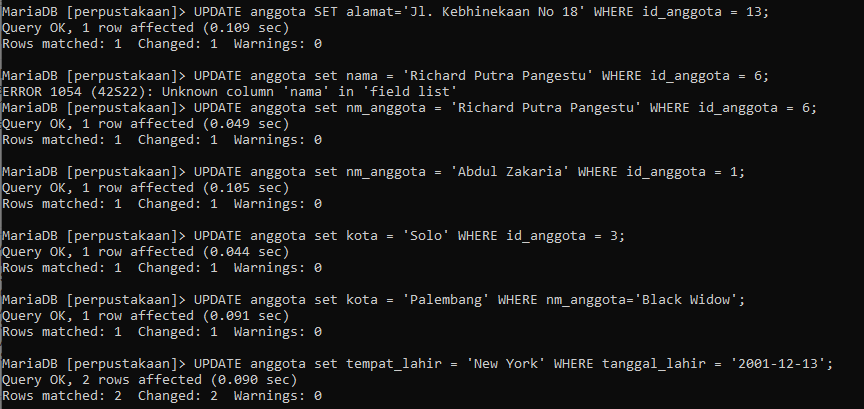 MariaDB [perpustakaan]> UPDATE anggota SET alamat='Jl. Kebhinekaan No 18' WHERE id_anggota = 13;
Query OK, 1 row affected (0.109 sec)
Rows matched: 1  Changed: 1  Warnings: 0
MariaDB [perpustakaan]> UPDATE anggota set nama = 'Richard Putra Pangestu' WHERE id_anggota = 6;
ERROR 1054 (42S22): Unknown column 'nama' in 'field list'
MariaDB [perpustakaan]> UPDATE anggota set nm_anggota = 'Richard Putra Pangestu' WHERE id_anggota = 6;
Query OK, 1 row affected (0.049 sec)
Rows matched: 1  Changed: 1  Warnings: 0
MariaDB [perpustakaan]> UPDATE anggota set nm_anggota = 'Abdul Zakaria' WHERE id_anggota = 1;
Query OK, 1 row affected (0.105 sec)
Rows matched: 1  Changed: 1  Warnings: 0
MariaDB [perpustakaan]> UPDATE anggota set kota = 'Solo' WHERE id_anggota = 3;
Query OK, 1 row affected (0.044 sec)
Rows matched: 1  Changed: 1  Warnings: 0
MariaDB [perpustakaan]> UPDATE anggota set kota = 'Palembang' WHERE nm_anggota='Black Widow';
Query OK, 1 row affected (0.091 sec)
Rows matched: 1  Changed: 1  Warnings: 0
MariaDB [perpustakaan]> UPDATE anggota set tempat_lahir = 'New York' WHERE tanggal_lahir = '2001-12-13';
Query OK, 2 rows affected (0.090 sec)
Rows matched: 2  Changed: 2  Warnings: 0